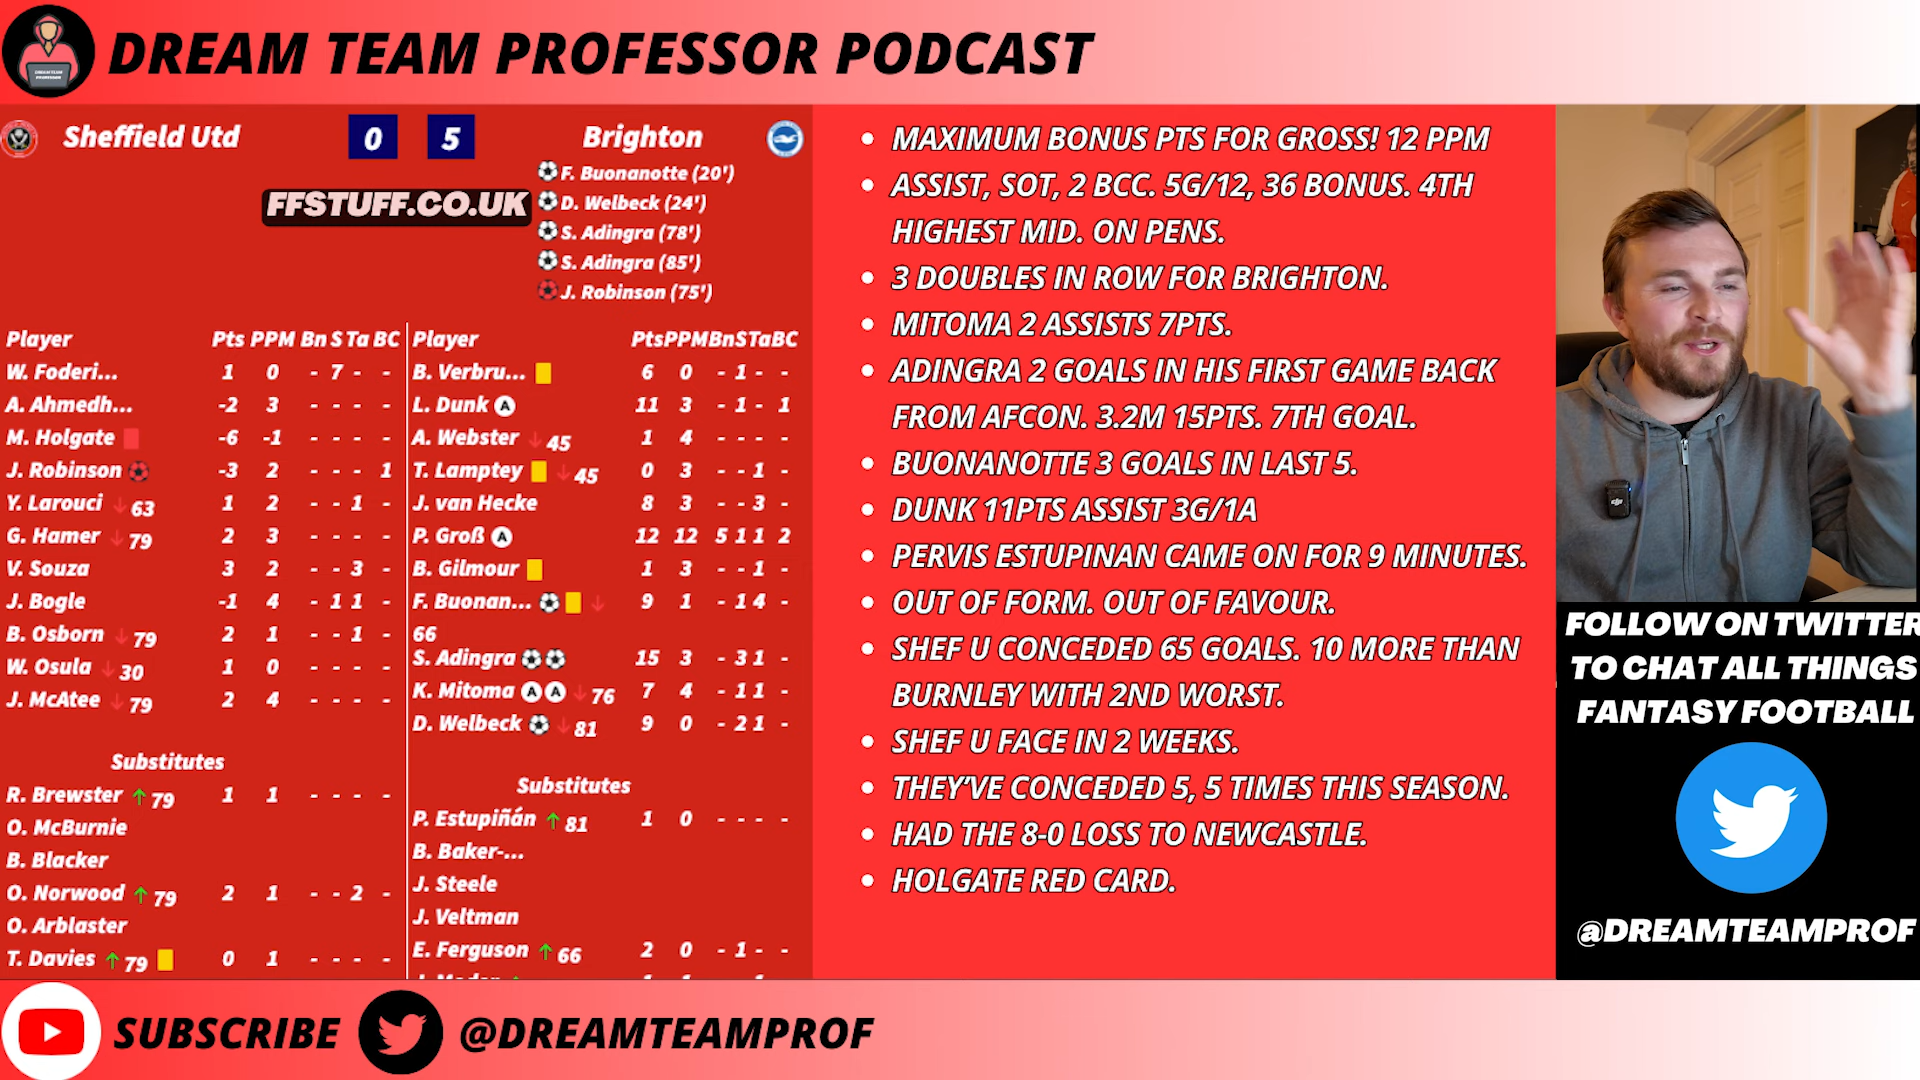 DREAM TEAM PROFESSOR PODCAST
Sheffield Utd 0 5 Brighton
F. Buonanotte (20')
FFSTUFF.CO.UK
D. Welbeck (24')
S. Adingra (78')
S. Adingra (85')
J. Robinson (75')
Player Pts PPM Bn S Ta BC
W. Foderi... 1 0 - 7 - -
A. Ahmedh... -2 3 - - - -
M. Holgate -6 -1 - - - -
J. Robinson -3 2 - - - 1
Y. Larouci 63 1 2 - - 1 -
G. Hamer 79 2 3 - - - -
V. Souza 3 2 - - 3 -
J. Bogle -1 4 - 1 1 -
B. Osborn 79 2 1 - - 1 -
W. Osula 30 1 0 - - - -
J. McAtee 79 2 4 - - - -
Substitutes
R. Brewster 79 1 1 - - - -
O. McBurnie
B. Blacker
O. Norwood 79 2 1 - - 2 -
O. Arblaster
T. Davies 79 0 1 - - - -
Player Pts PPM Bn S Ta BC
B. Verbru... 6 0 - 1 - -
L. Dunk A 11 3 - 1 - 1
A. Webster 45 1 4 - - - -
T. Lamptey 45 0 3 - - 1 -
J. van Hecke 8 3 - - 3 -
P. Groß A 12 12 5 1 1 2
B. Gilmour 1 3 - - 1 -
F. Buonan... 9 1 - 1 4 -
66
S. Adingra 15 3 - 3 1 -
K. Mitoma A A 76 7 4 - 1 1 -
D. Welbeck 81 9 0 - 2 1 -
Substitutes
P. Estupiñán 81 1 0 - - - -
B. Baker-...
J. Steele
J. Veltman
E. Ferguson 66 2 0 - 1 - -
• MAXIMUM BONUS PTS FOR GROSS! 12 PPM
• ASSIST, SOT, 2 BCC. 5G/12, 36 BONUS. 4TH
HIGHEST MID. ON PENS.
• 3 DOUBLES IN ROW FOR BRIGHTON.
• MITOMA 2 ASSISTS 7PTS.
• ADINGRA 2 GOALS IN HIS FIRST GAME BACK
FROM AFCON. 3.2M 15PTS. 7TH GOAL.
• BUONANOTTE 3 GOALS IN LAST 5.
• DUNK 11PTS ASSIST 3G/1A
• PERVIS ESTUPINAN CAME ON FOR 9 MINUTES.
• OUT OF FORM. OUT OF FAVOUR.
• SHEF U CONCEDED 65 GOALS. 10 MORE THAN
BURNLEY WITH 2ND WORST.
• SHEF U FACE IN 2 WEEKS.
• THEY'VE CONCEDED 5, 5 TIMES THIS SEASON.
• HAD THE 8-0 LOSS TO NEWCASTLE.
• HOLGATE RED CARD.
FOLLOW ON TWITTER
TO CHAT ALL THINGS
FANTASY FOOTBALL
@DREAMTEAMPROF
SUBSCRIBE @DREAMTEAMPROF